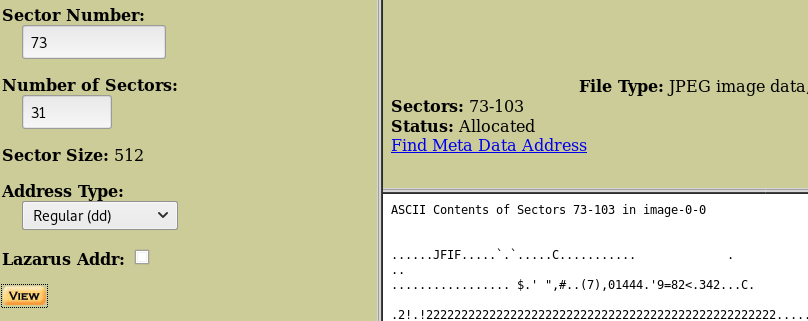 Sector Number:
73
Number of Sectors:
31
Sector Size: 512
Address Type:
Regular (dd)
Lazarus Addr:
VIEW
File Type: JPEG image data,
Sectors: 73-103
Status: Allocated
Find Meta Data Address
ASCII Contents of Sectors 73-103 in image-0-0
......JFIF.....`.`.....C........... .
..
................. $.' ",#..(7),01444.'9=82<.342...C.
.2!.!22222222222222222222222222222222222222222222222222.....